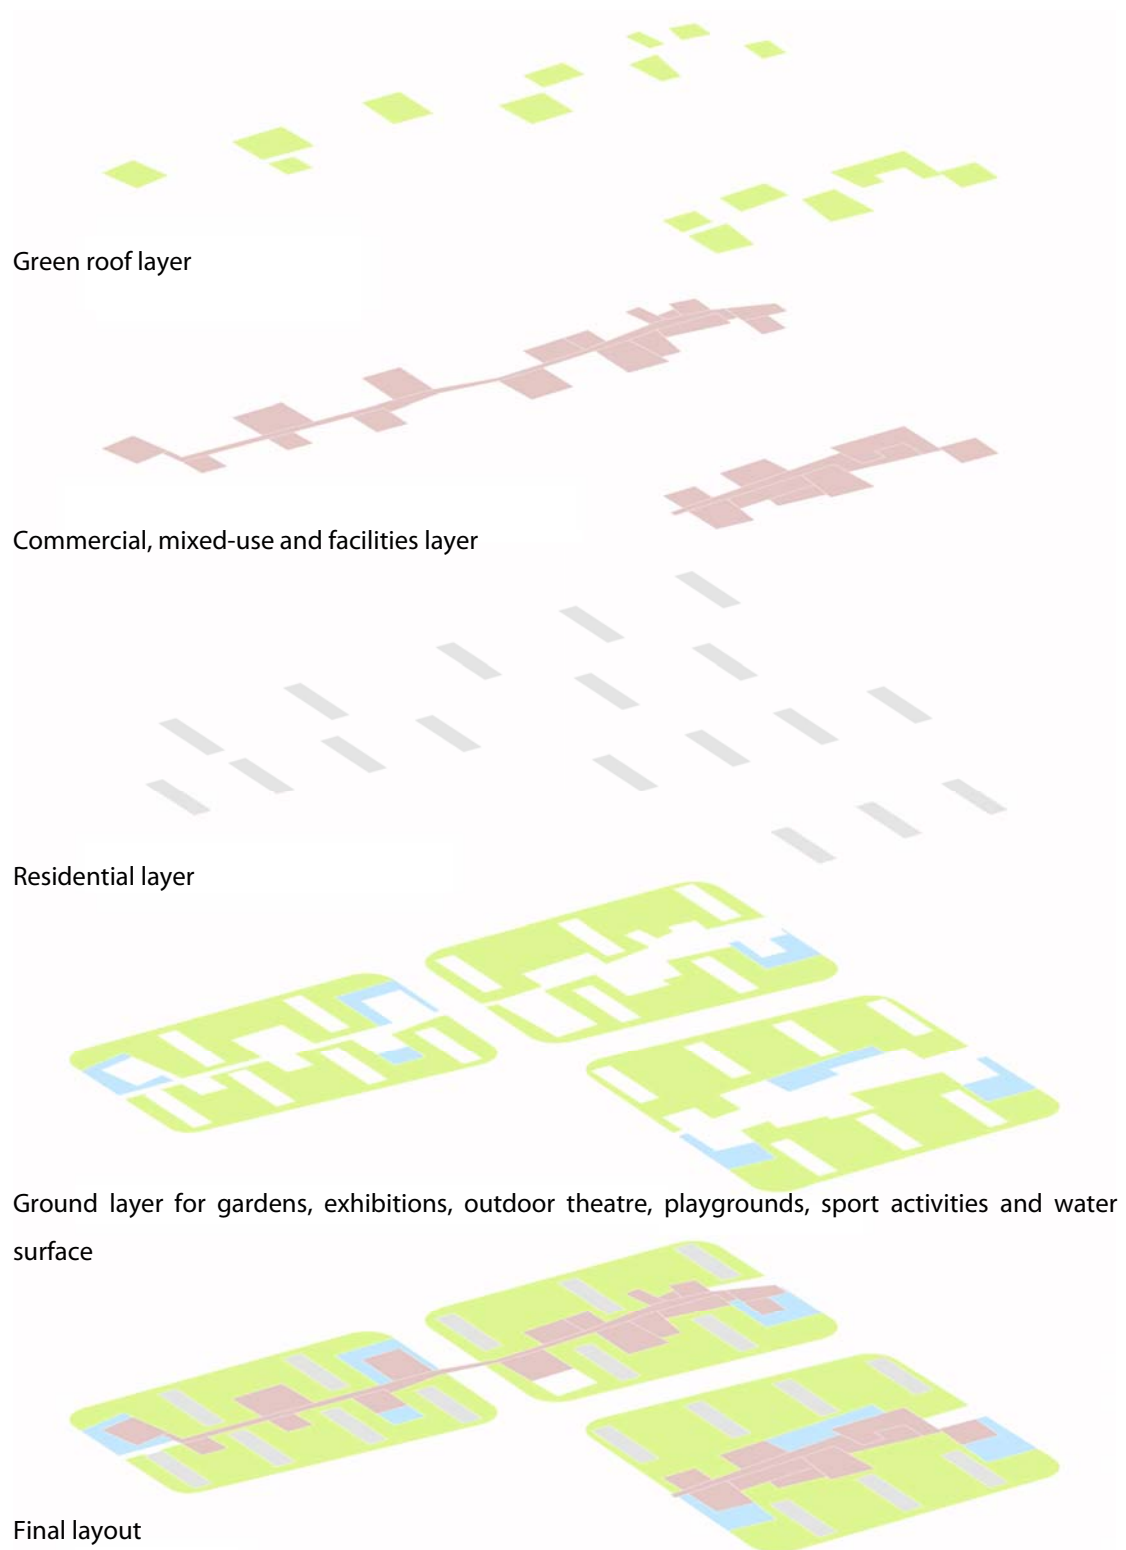 Green roof layer
Commercial, mixed-use and facilities layer
Residential layer
Ground layer for gardens, exhibitions, outdoor theatre, playgrounds, sport activities and water
surface
Final layout